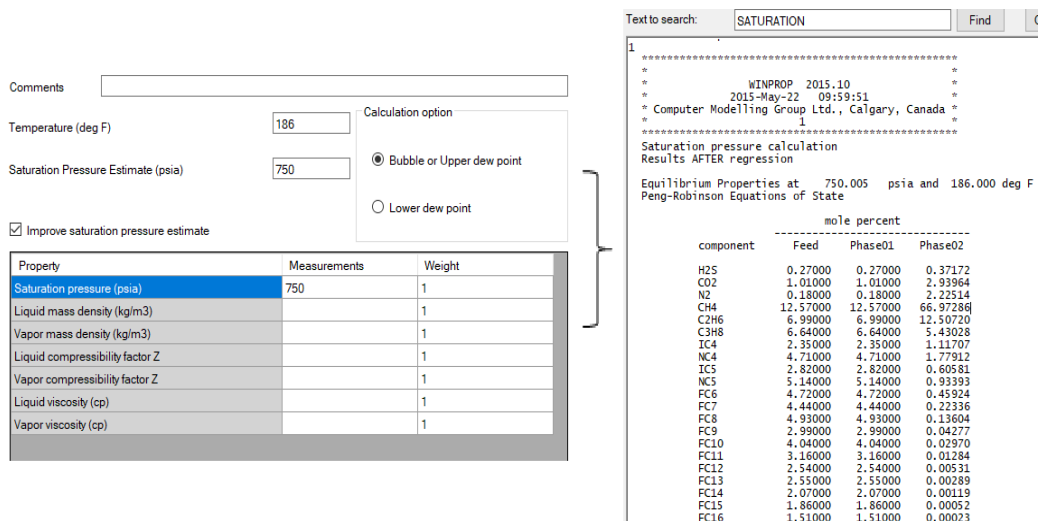 Comments
Temperature (deg F) 186
Saturation Pressure Estimate (psia) 750
Calculation option
Bubble or Upper dew point
Lower dew point
Improve saturation pressure estimate
Property Measurements Weight
Saturation pressure (psia) 750 1
Liquid mass density (kg/m3) 1
Vapor mass density (kg/m3) 1
Liquid compressibility factor Z 1
Vapor compressibility factor Z 1
Liquid viscosity (cp) 1
Vapor viscosity (cp) 1
Text to search: SATURATION Find
1
**************************************************
* *
* WINPROP 2015.10 *
* 2015-May-22 09:59:51 *
* Computer Modelling Group Ltd., Calgary, Canada *
* 1 *
**************************************************
Saturation pressure calculation
Results AFTER regression
Equilibrium Properties at 750.005 psia and 186.000 deg F
Peng-Robinson Equations of State
mole percent
-------------------------------
component Feed Phase01 Phase02
H2S 0.27000 0.27000 0.37172
CO2 1.01000 1.01000 2.93964
N2 0.18000 0.18000 2.22514
CH4 12.57000 12.57000 66.97286
C2H6 6.99000 6.99000 12.50720
C3H8 6.64000 6.64000 5.43028
IC4 2.35000 2.35000 1.11707
NC4 4.71000 4.71000 1.77912
IC5 2.82000 2.82000 0.60581
NC5 5.14000 5.14000 0.93393
FC6 4.72000 4.72000 0.45924
FC7 4.44000 4.44000 0.22336
FC8 4.93000 4.93000 0.13604
FC9 2.99000 2.99000 0.04277
FC10 4.04000 4.04000 0.02970
FC11 3.16000 3.16000 0.01284
FC12 2.54000 2.54000 0.00531
FC13 2.55000 2.55000 0.00289
FC14 2.07000 2.07000 0.00119
FC15 1.86000 1.86000 0.00052
FC16 1.51000 1.51000 0.00023